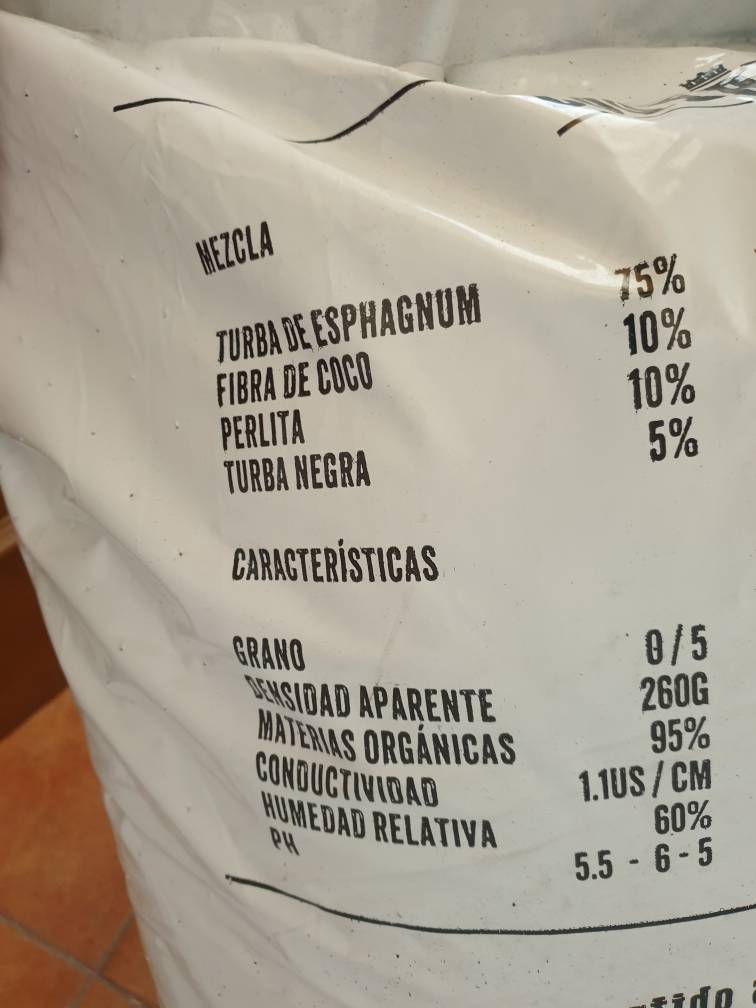 MEZCLA
TURBA DE ESPHAGNUM 75%
FIBRA DE COCO 10%
PERLITA 10%
TURBA NEGRA 5%
CARACTERÍSTICAS
GRANO 0/5
DENSIDAD APARENTE 260G
MATERIAS ORGÁNICAS 95%
CONDUCTIVIDAD 1.1US/CM
HUMEDAD RELATIVA 60%
PH 5.5 - 6-5